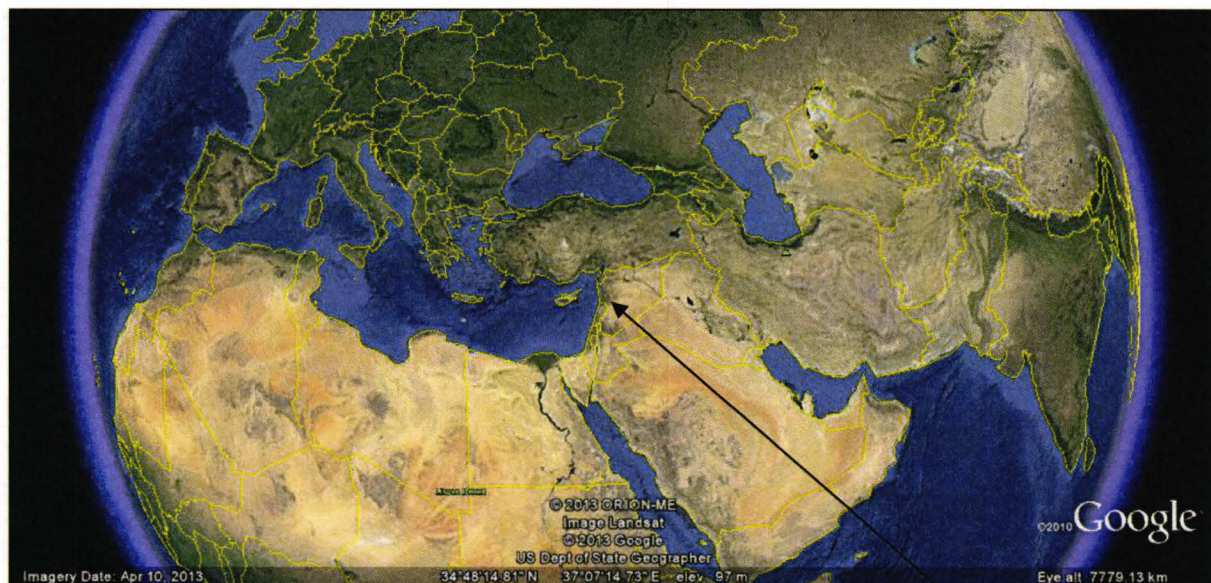 © 2013 ORION-ME
Image Landsat
© 2013 Google
US Dept of State Geographer
©2010 Google
Imagery Date: Apr 10, 2013 34°48'14.81" N 37°07'14.73" E elev 97 m Eye alt 7779.13 km